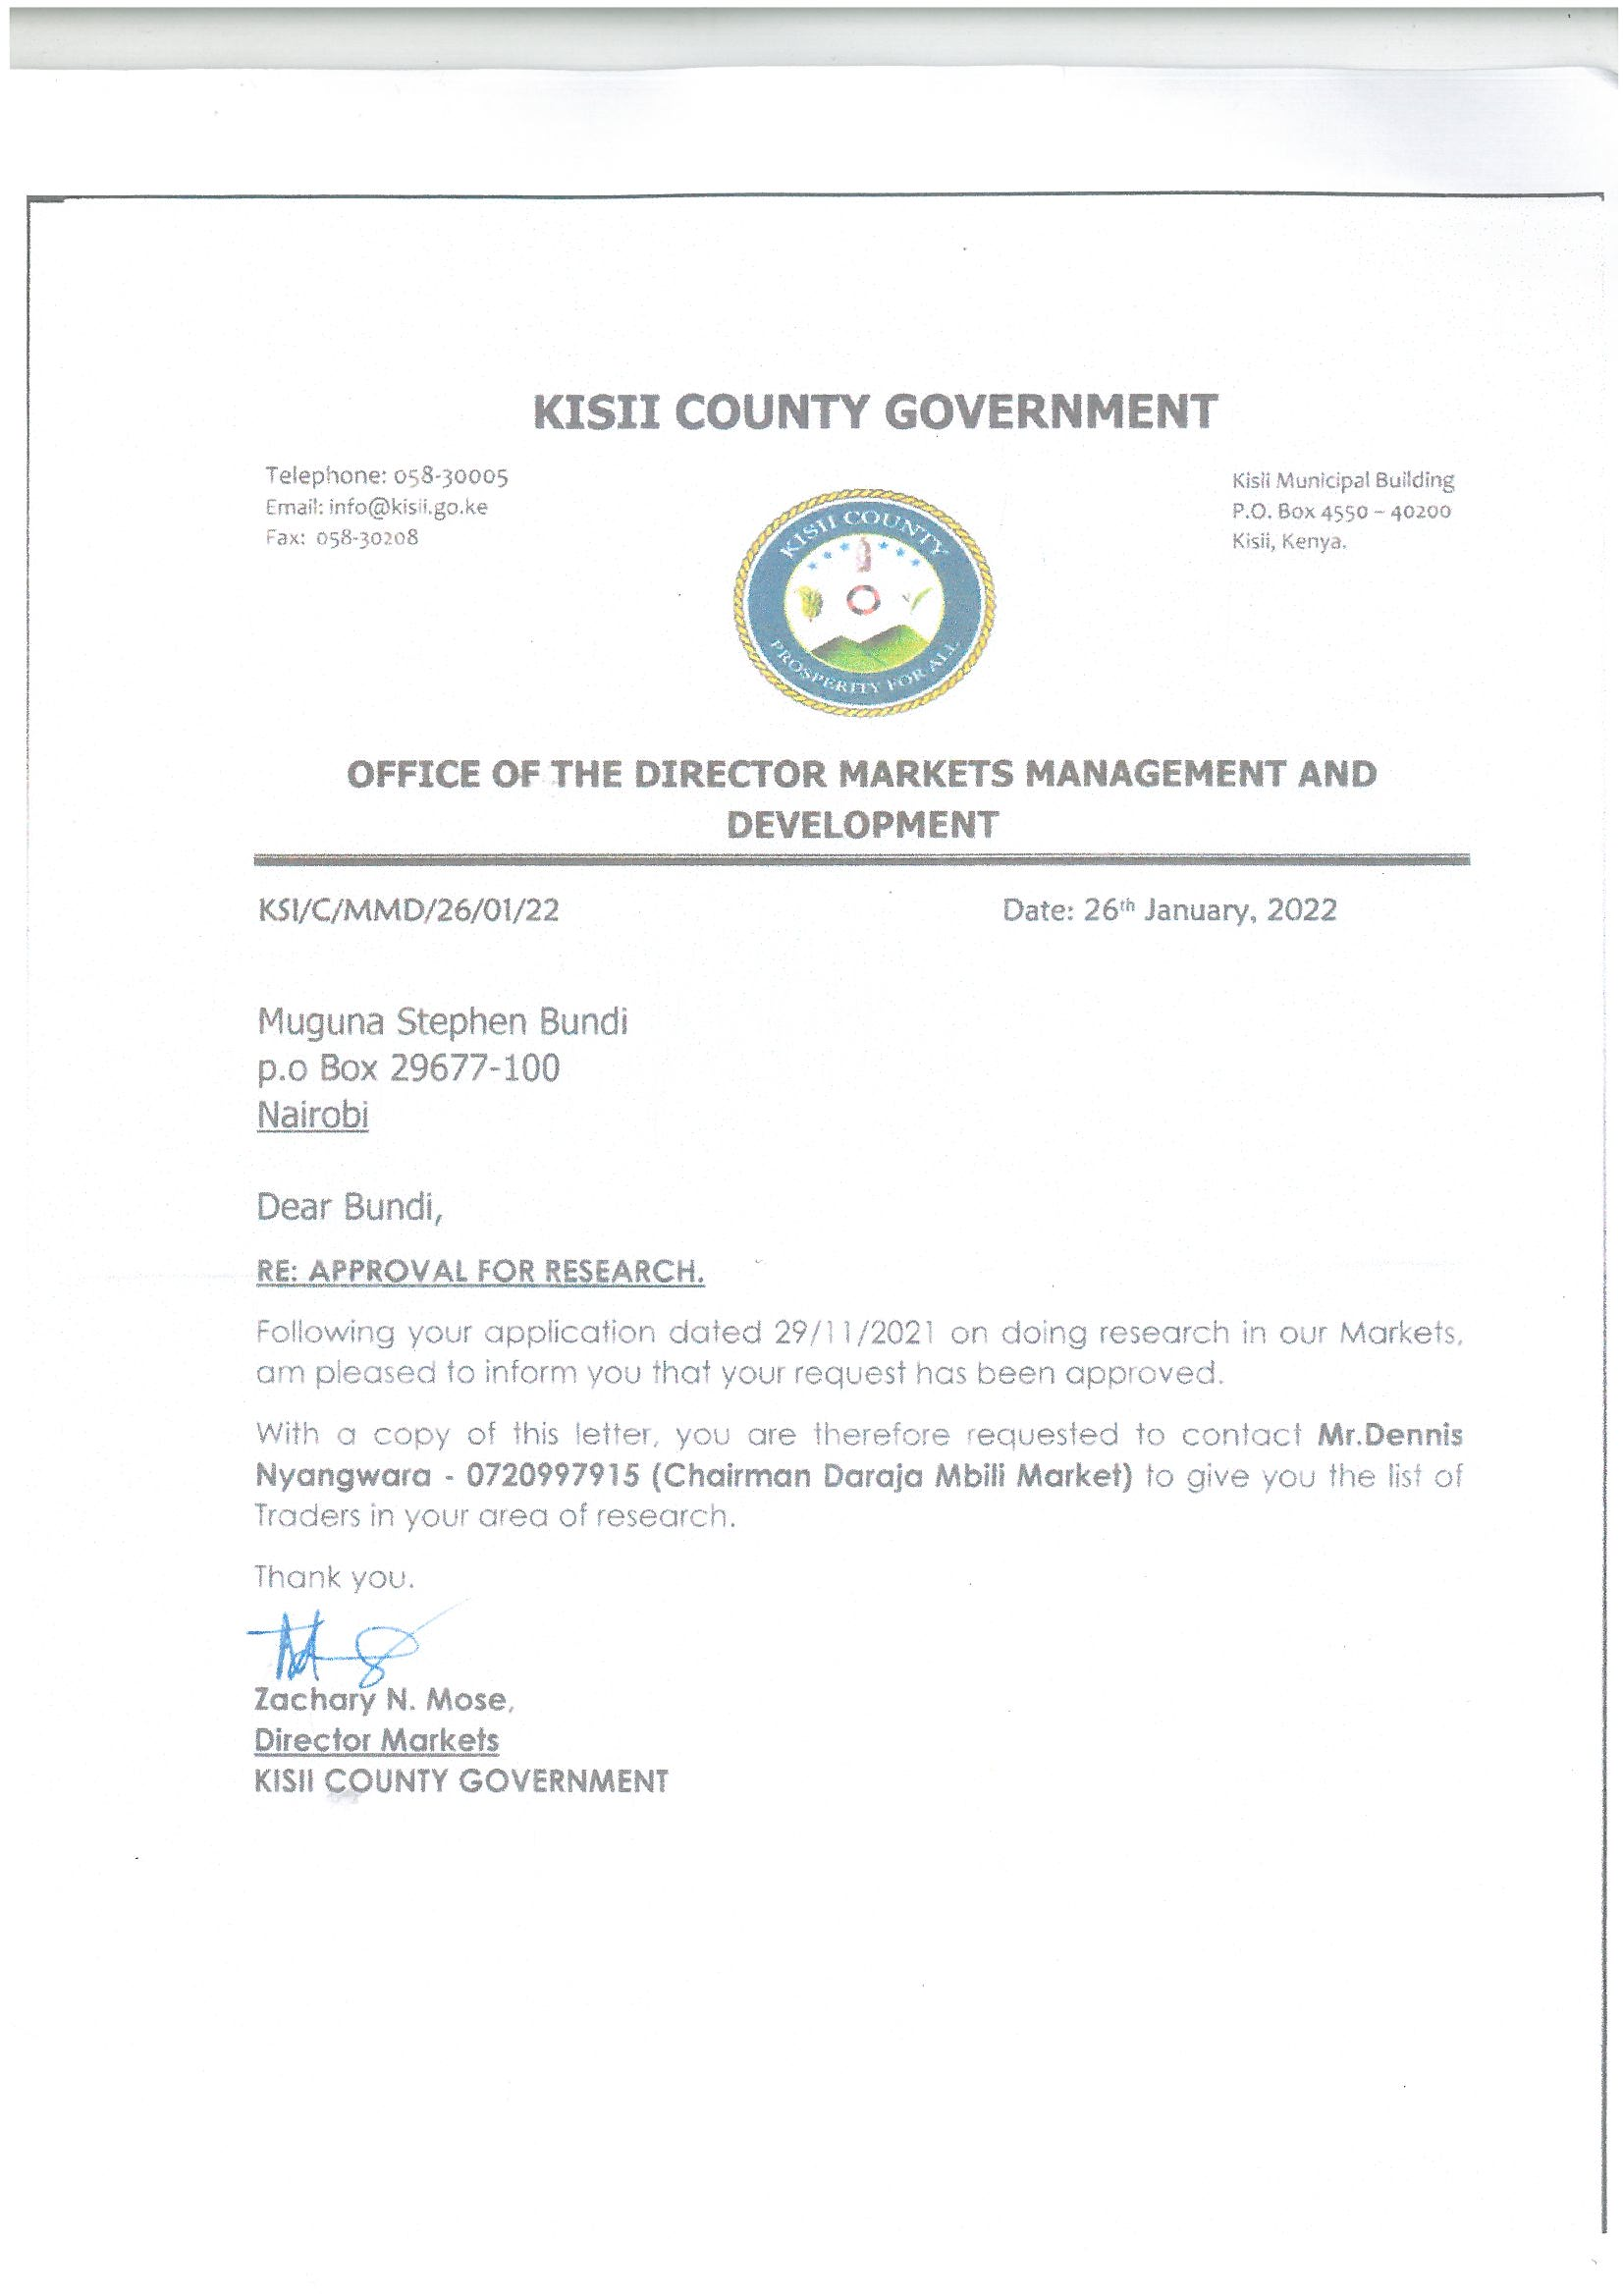 KISII COUNTY GOVERNMENT
Telephone: 058-30005
Email: info@kisii.go.ke
Fax: 058-30208
Kisii Municipal Building
P.O. Box 4550 – 40200
Kisii, Kenya.
KISII COUNTY
PROSPERITY FOR ALL
OFFICE OF THE DIRECTOR MARKETS MANAGEMENT AND
DEVELOPMENT
KSI/C/MMD/26/01/22
Date: 26th January, 2022
Muguna Stephen Bundi
p.o Box 29677-100
Nairobi
Dear Bundi,
RE: APPROVAL FOR RESEARCH.
Following your application dated 29/11/2021 on doing research in our Markets,
am pleased to inform you that your request has been approved.
With a copy of this letter, you are therefore requested to contact Mr.Dennis
Nyangwara - 0720997915 (Chairman Daraja Mbili Market) to give you the list of
Traders in your area of research.
Thank you.
Zachary N. Mose,
Director Markets
KISII COUNTY GOVERNMENT